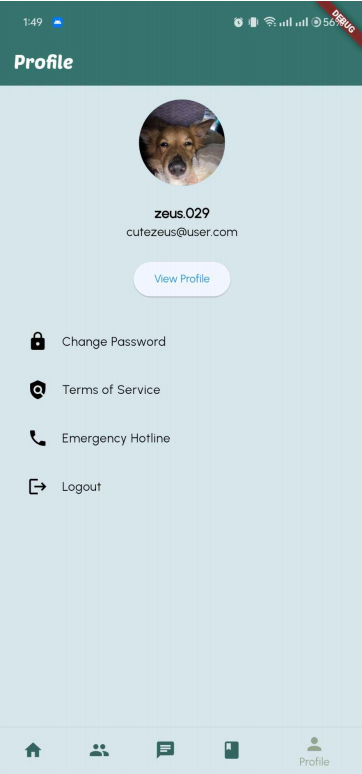 1:49
56%
DEBUG
Profile
zeus.029
cutezeus@user.com
View Profile
Change Password
Terms of Service
Emergency Hotline
Logout
Profile